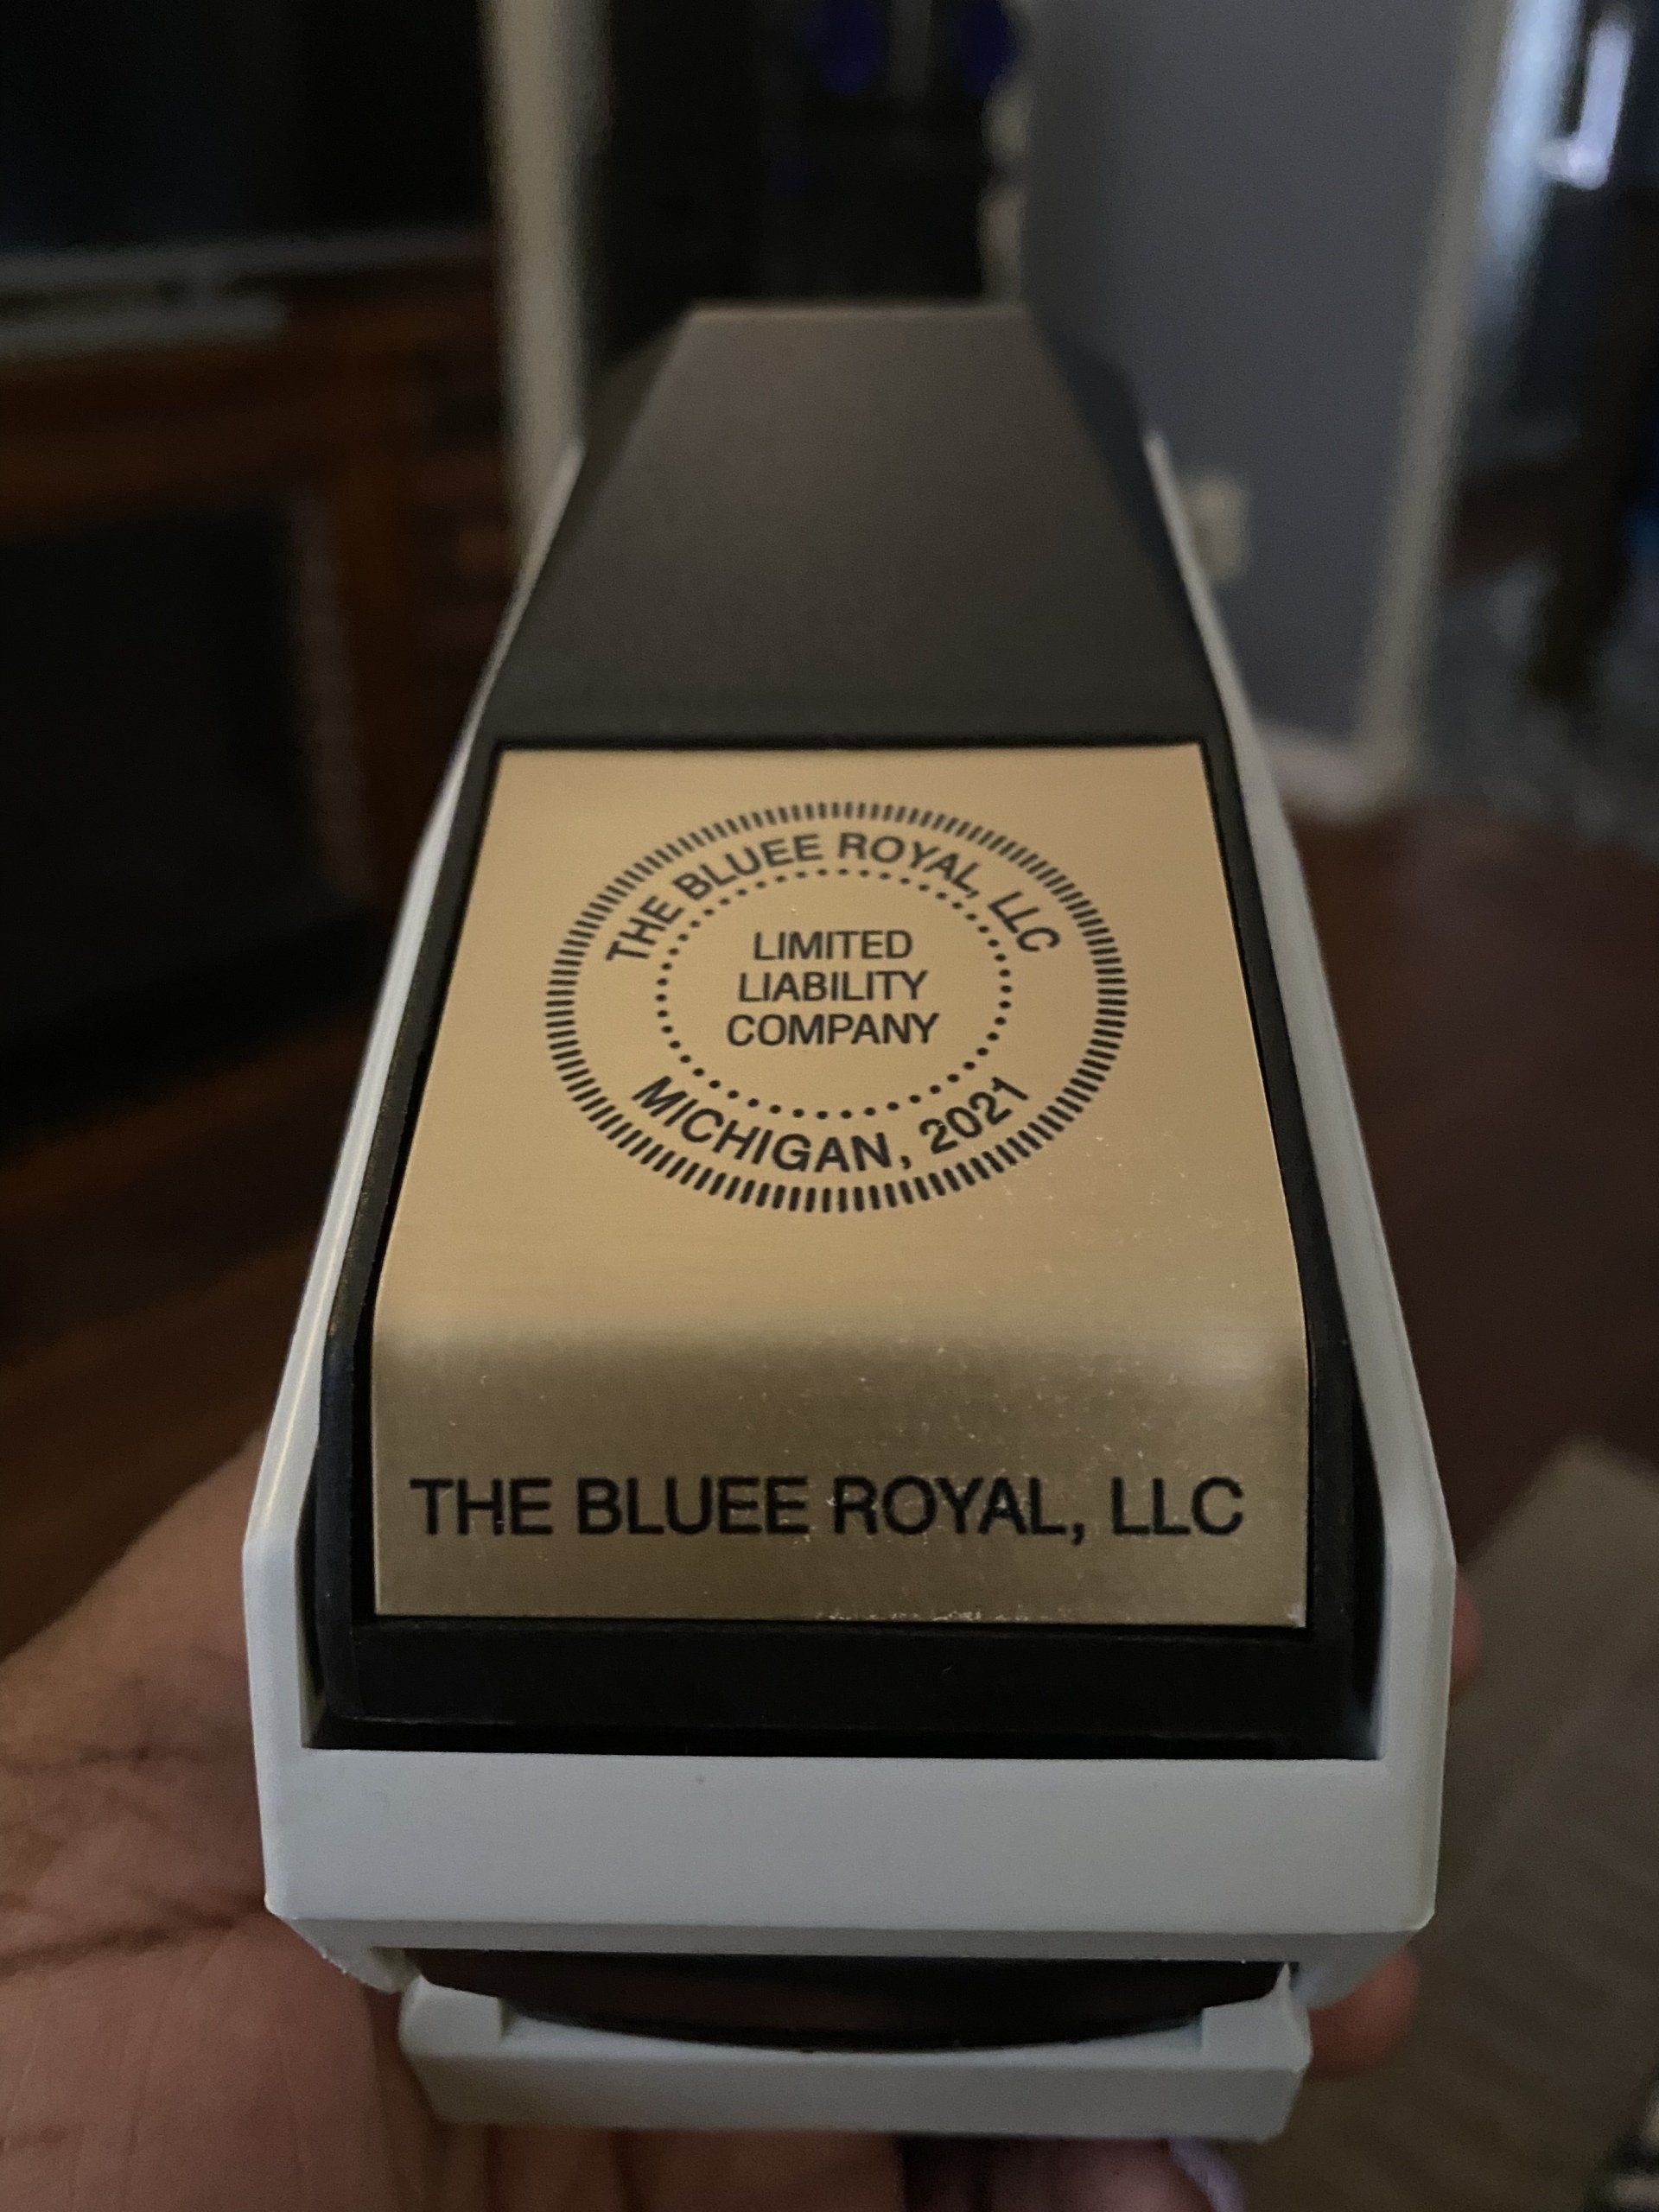 THE BLUEE ROYAL, LLC
LIMITED
LIABILITY
COMPANY
MICHIGAN, 2021
THE BLUEE ROYAL, LLC